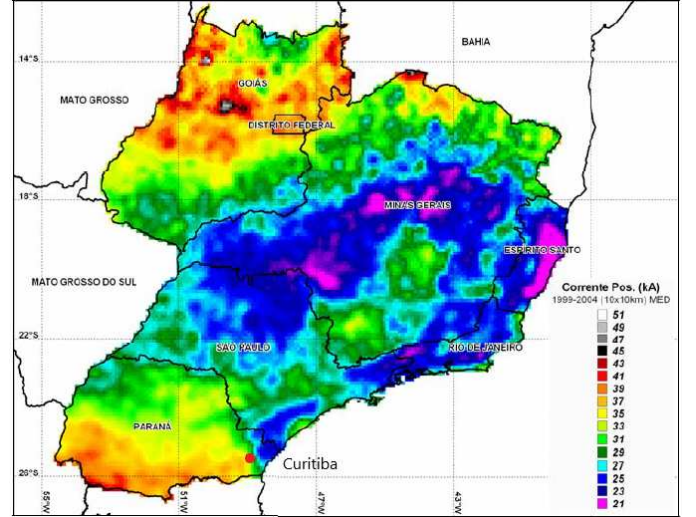 14°S
BAHIA
GOIÁS
MATO GROSSO
DISTRITO FEDERAL
18°S
MINAS GERAIS
ESPÍRITO SANTO
MATO GROSSO DO SUL
Corrente Pos. (kA)
1999-2004 (10x10km) MED
51
49
47
45
43
41
39
37
35
33
31
29
27
25
23
21
22°S
SÃO PAULO
RIO DE JANEIRO
PARANÁ
Curitiba
26°S
55°W
51°W
47°W
43°W